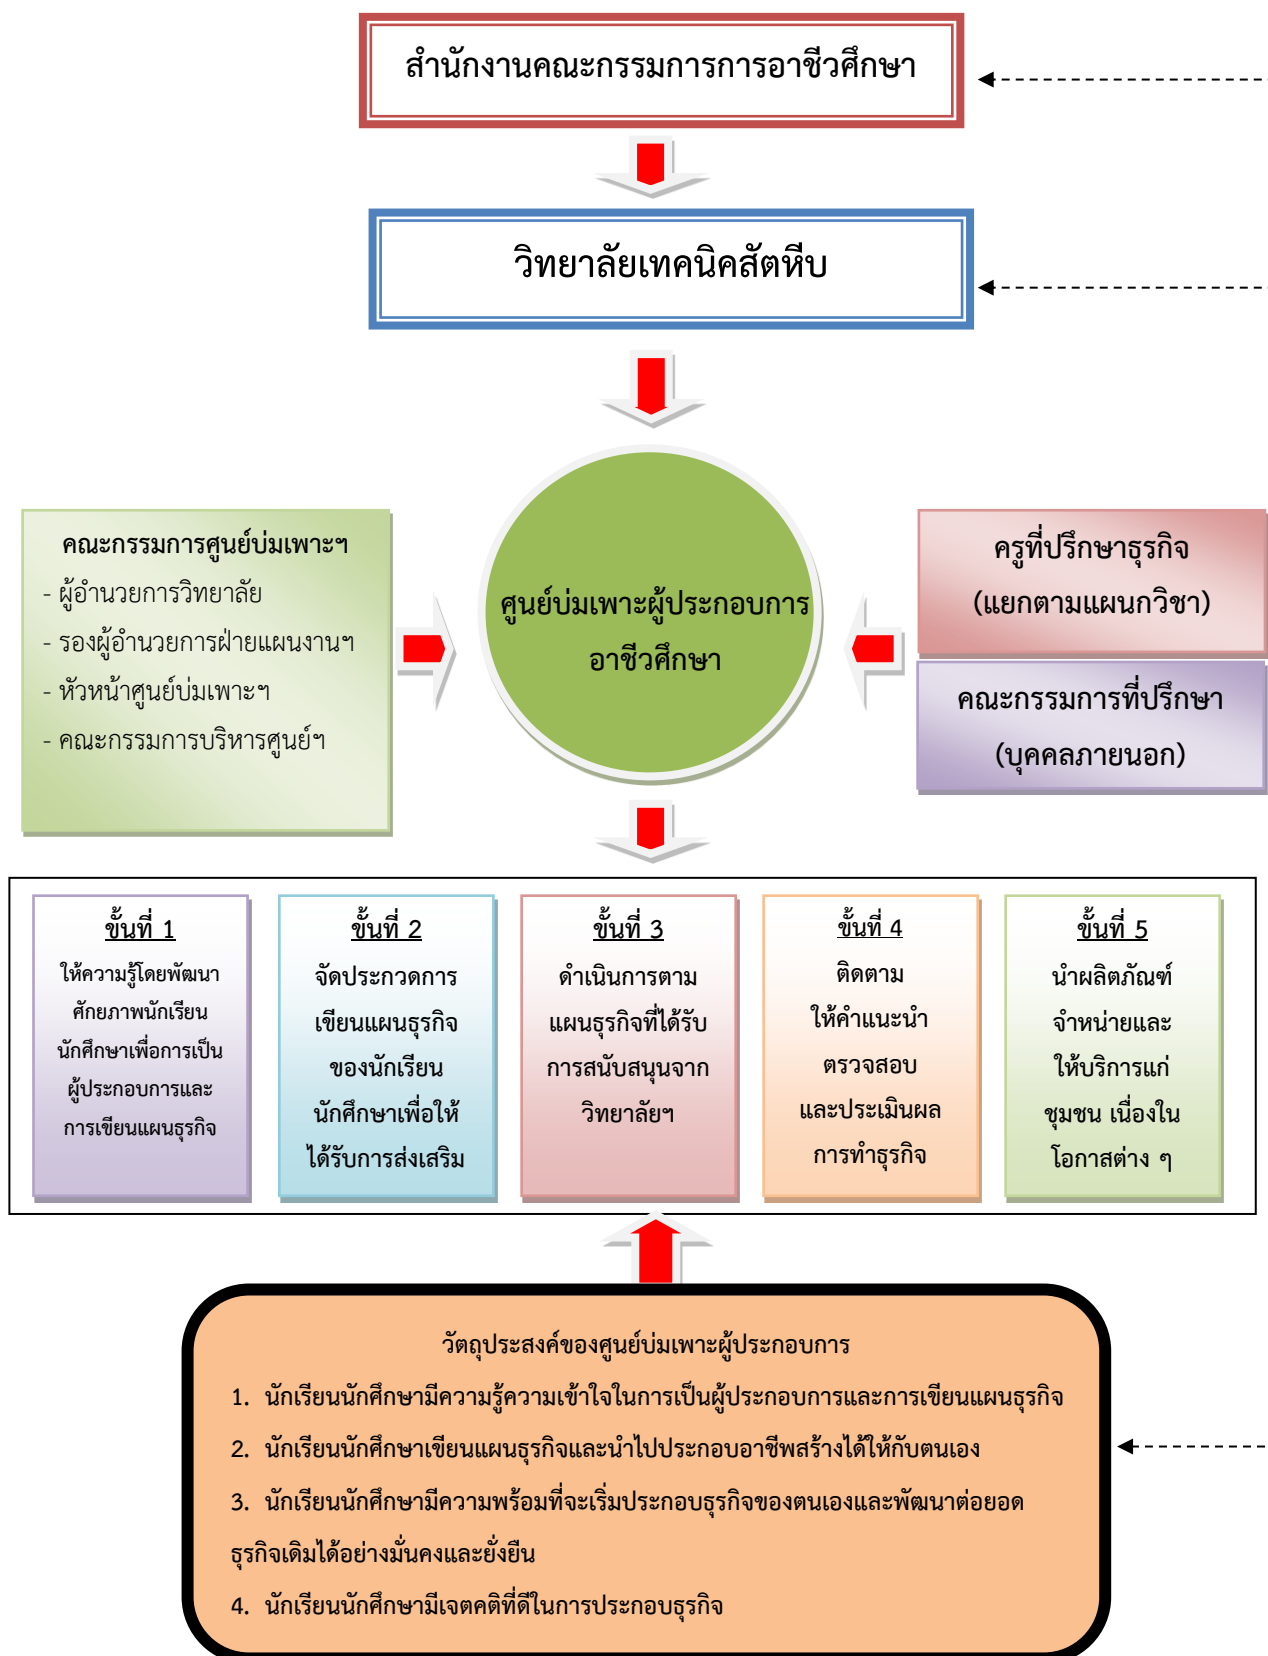 สำนักงานคณะกรรมการการอาชีวศึกษา
วิทยาลัยเทคนิคสัตหีบ
คณะกรรมการศูนย์บ่มเพาะฯ
- ผู้อำนวยการวิทยาลัย
- รองผู้อำนวยการฝ่ายแผนงานฯ
- หัวหน้าศูนย์บ่มเพาะฯ
- คณะกรรมการบริหารศูนย์ฯ
ศูนย์บ่มเพาะผู้ประกอบการ
อาชีวศึกษา
ครูที่ปรึกษาธุรกิจ
(แยกตามแผนกวิชา)
คณะกรรมการที่ปรึกษา
(บุคคลภายนอก)
ขั้นที่ 1
ให้ความรู้โดยพัฒนา
ศักยภาพนักเรียน
นักศึกษาเพื่อการเป็น
ผู้ประกอบการและ
การเขียนแผนธุรกิจ
ขั้นที่ 2
จัดประกวดการ
เขียนแผนธุรกิจ
ของนักเรียน
นักศึกษาเพื่อให้
ได้รับการส่งเสริม
ขั้นที่ 3
ดำเนินการตาม
แผนธุรกิจที่ได้รับ
การสนับสนุนจาก
วิทยาลัยฯ
ขั้นที่ 4
ติดตาม
ให้คำแนะนำ
ตรวจสอบ
และประเมินผล
การทำธุรกิจ
ขั้นที่ 5
นำผลิตภัณฑ์
จำหน่ายและ
ให้บริการแก่
ชุมชน เนื่องใน
โอกาสต่าง ๆ
วัตถุประสงค์ของศูนย์บ่มเพาะผู้ประกอบการ
1. นักเรียนนักศึกษามีความรู้ความเข้าใจในการเป็นผู้ประกอบการและการเขียนแผนธุรกิจ
2. นักเรียนนักศึกษาเขียนแผนธุรกิจและนำไปประกอบอาชีพสร้างได้ให้กับตนเอง
3. นักเรียนนักศึกษามีความพร้อมที่จะเริ่มประกอบธุรกิจของตนเองและพัฒนาต่อยอด
ธุรกิจเดิมได้อย่างมั่นคงและยั่งยืน
4. นักเรียนนักศึกษามีเจตคติที่ดีในการประกอบธุรกิจ